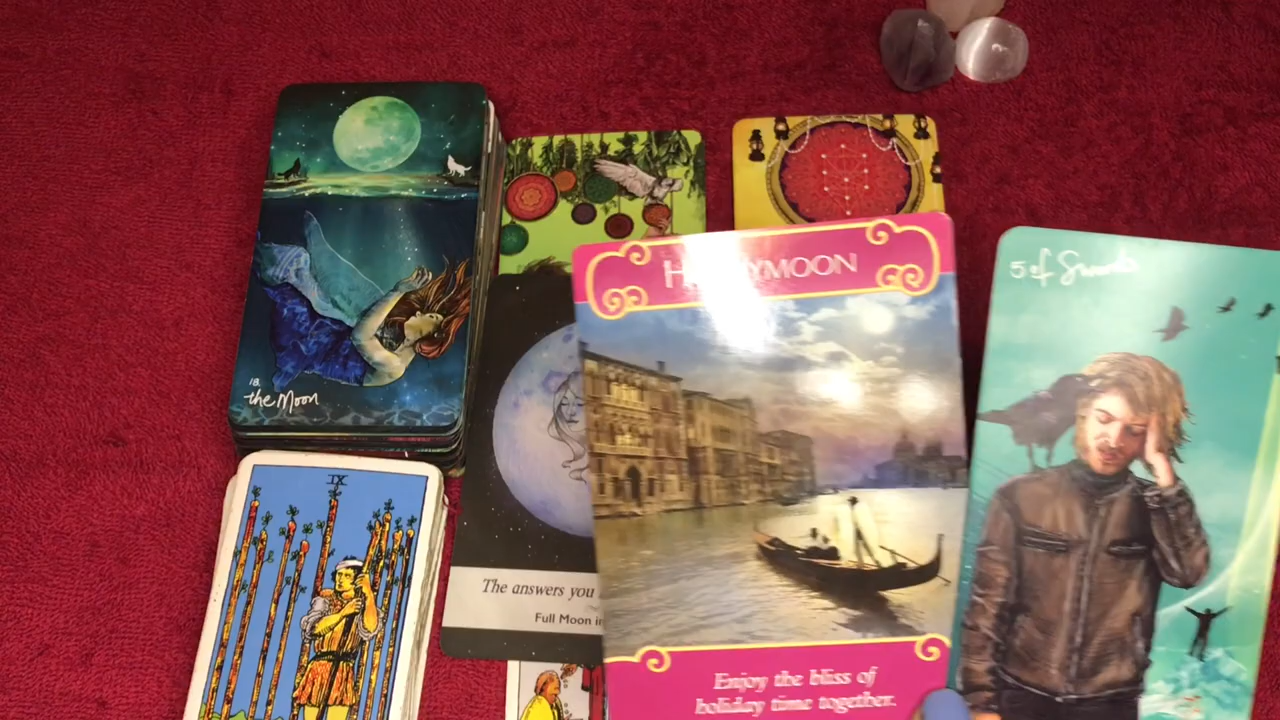 18.
the Moon
IX
The answers you
Full Moon in
5 of Swords
Enjoy the bliss of
holiday time together.